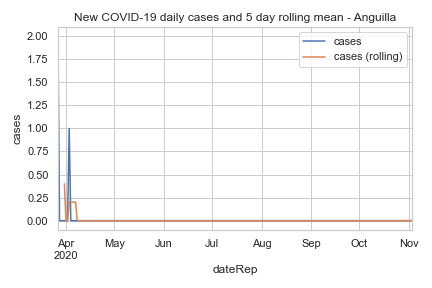 New COVID-19 daily cases and 5 day rolling mean - Anguilla
cases
cases (rolling)
2.00
1.75
1.50
1.25
1.00
0.75
0.50
0.25
0.00
cases
Apr May Jun Jul Aug Sep Oct Nov
2020
dateRep